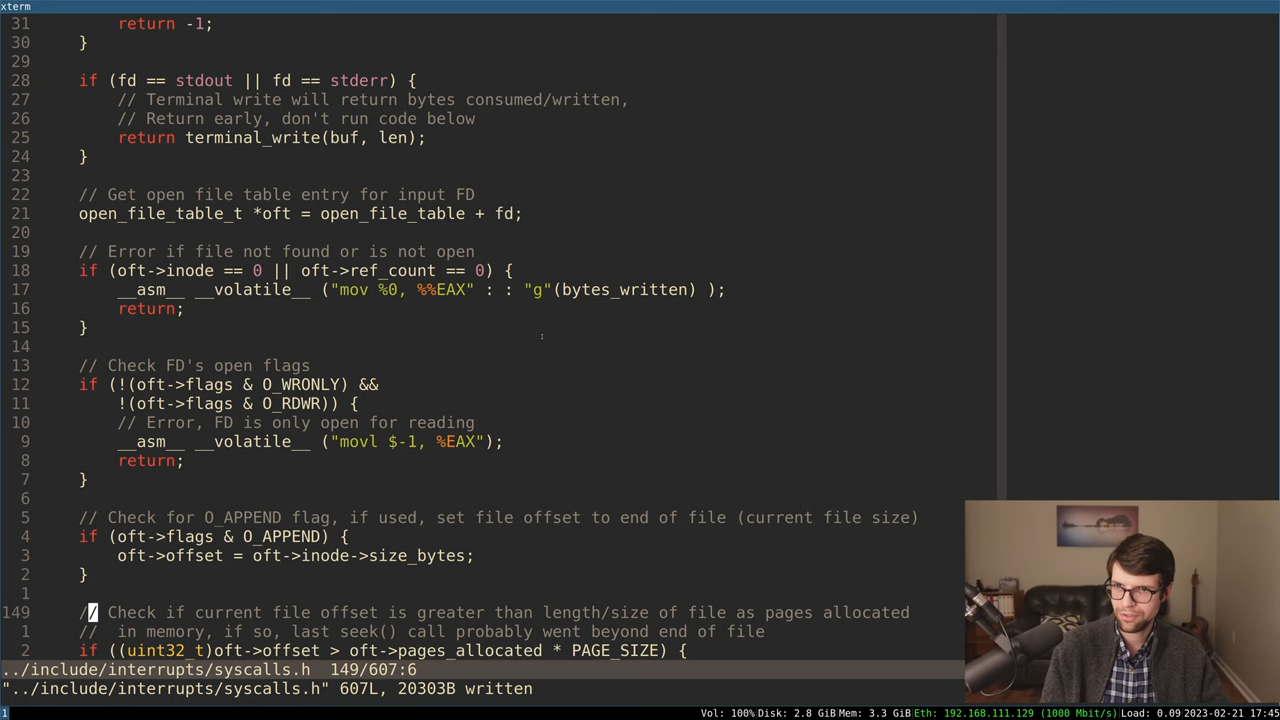 xterm
31 return -1;
30 }
29
28 if (fd == stdout || fd == stderr) {
27 // Terminal write will return bytes consumed/written,
26 // Return early, don't run code below
25 return terminal_write(buf, len);
24 }
23
22 // Get open file table entry for input FD
21 open_file_table_t *oft = open_file_table + fd;
20
19 // Error if file not found or is not open
18 if (oft->inode == 0 || oft->ref_count == 0) {
17 __asm__ __volatile__ ("mov %0, %%EAX" : : "g"(bytes_written) );
16 return;
15 }
14
13 // Check FD's open flags
12 if (!(oft->flags & O_WRONLY) &&
11 !(oft->flags & O_RDWR)) {
10 // Error, FD is only open for reading
9 __asm__ __volatile__ ("movl $-1, %EAX");
8 return;
7 }
6
5 // Check for O_APPEND flag, if used, set file offset to end of file (current file size)
4 if (oft->flags & O_APPEND) {
3 oft->offset = oft->inode->size_bytes;
2 }
1
149 // Check if current file offset is greater than length/size of file as pages allocated
1 // in memory, if so, last seek() call probably went beyond end of file
2 if ((uint32_t)oft->offset > oft->pages_allocated * PAGE_SIZE) {
../include/interrupts/syscalls.h 149/607:6
"../include/interrupts/syscalls.h" 607L, 20303B written
1 Vol: 100% Disk: 2.8 GiB Mem: 3.3 GiB Eth: 192.168.111.129 (1000 Mbit/s) Load: 0.09 2023-02-21 17:45